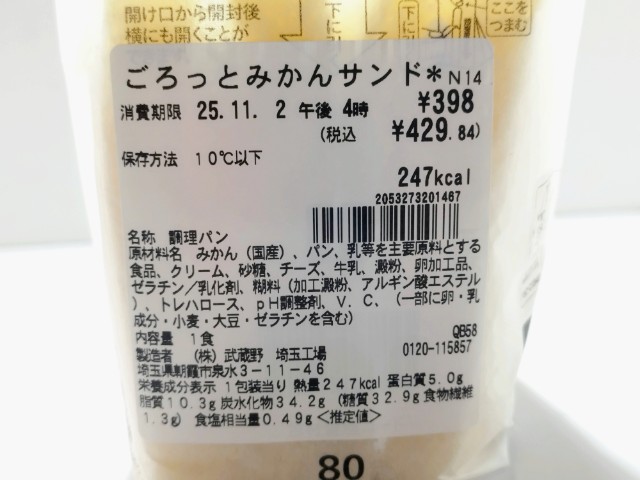 開け口から開封後
横にも開くことが
下に引
下に
ここを
つまむ
ごろっとみかんサンド* N14
消費期限 25.11. 2 午後 4時 ¥398
(税込 ¥429.84)
保存方法 10℃以下
247kcal
2053273201467
名称 調理パン
原材料名 みかん(国産)、パン、乳等を主要原料とする
食品、クリーム、砂糖、チーズ、牛乳、澱粉、卵加工品、
ゼラチン/乳化剤、糊料(加工澱粉、アルギン酸エステル
)、トレハロース、pH調整剤、V.C、(一部に卵・乳
成分・小麦・大豆・ゼラチンを含む)
内容量 1食 QB58
製造者 (株)武蔵野 埼玉工場 0120-115857
埼玉県朝霞市泉水3-11-46
栄養成分表示 1包装当り 熱量247kcal 蛋白質5.0g
脂質10.3g 炭水化物34.2g (糖質32.9g 食物繊維
1.3g) 食塩相当量0.49g<推定値>
80